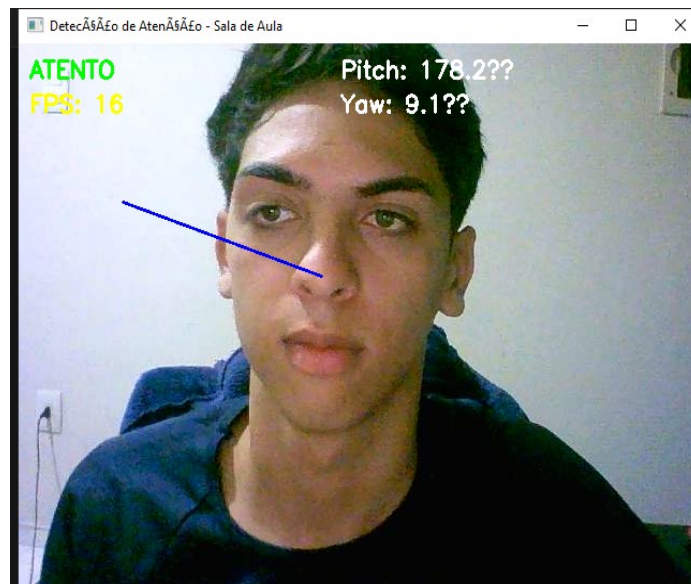 DetecÃ§Ã£o de AtenÃ§Ã£o - Sala de Aula
ATENTO
Pitch: 178.2??
FPS: 16
Yaw: 9.1??